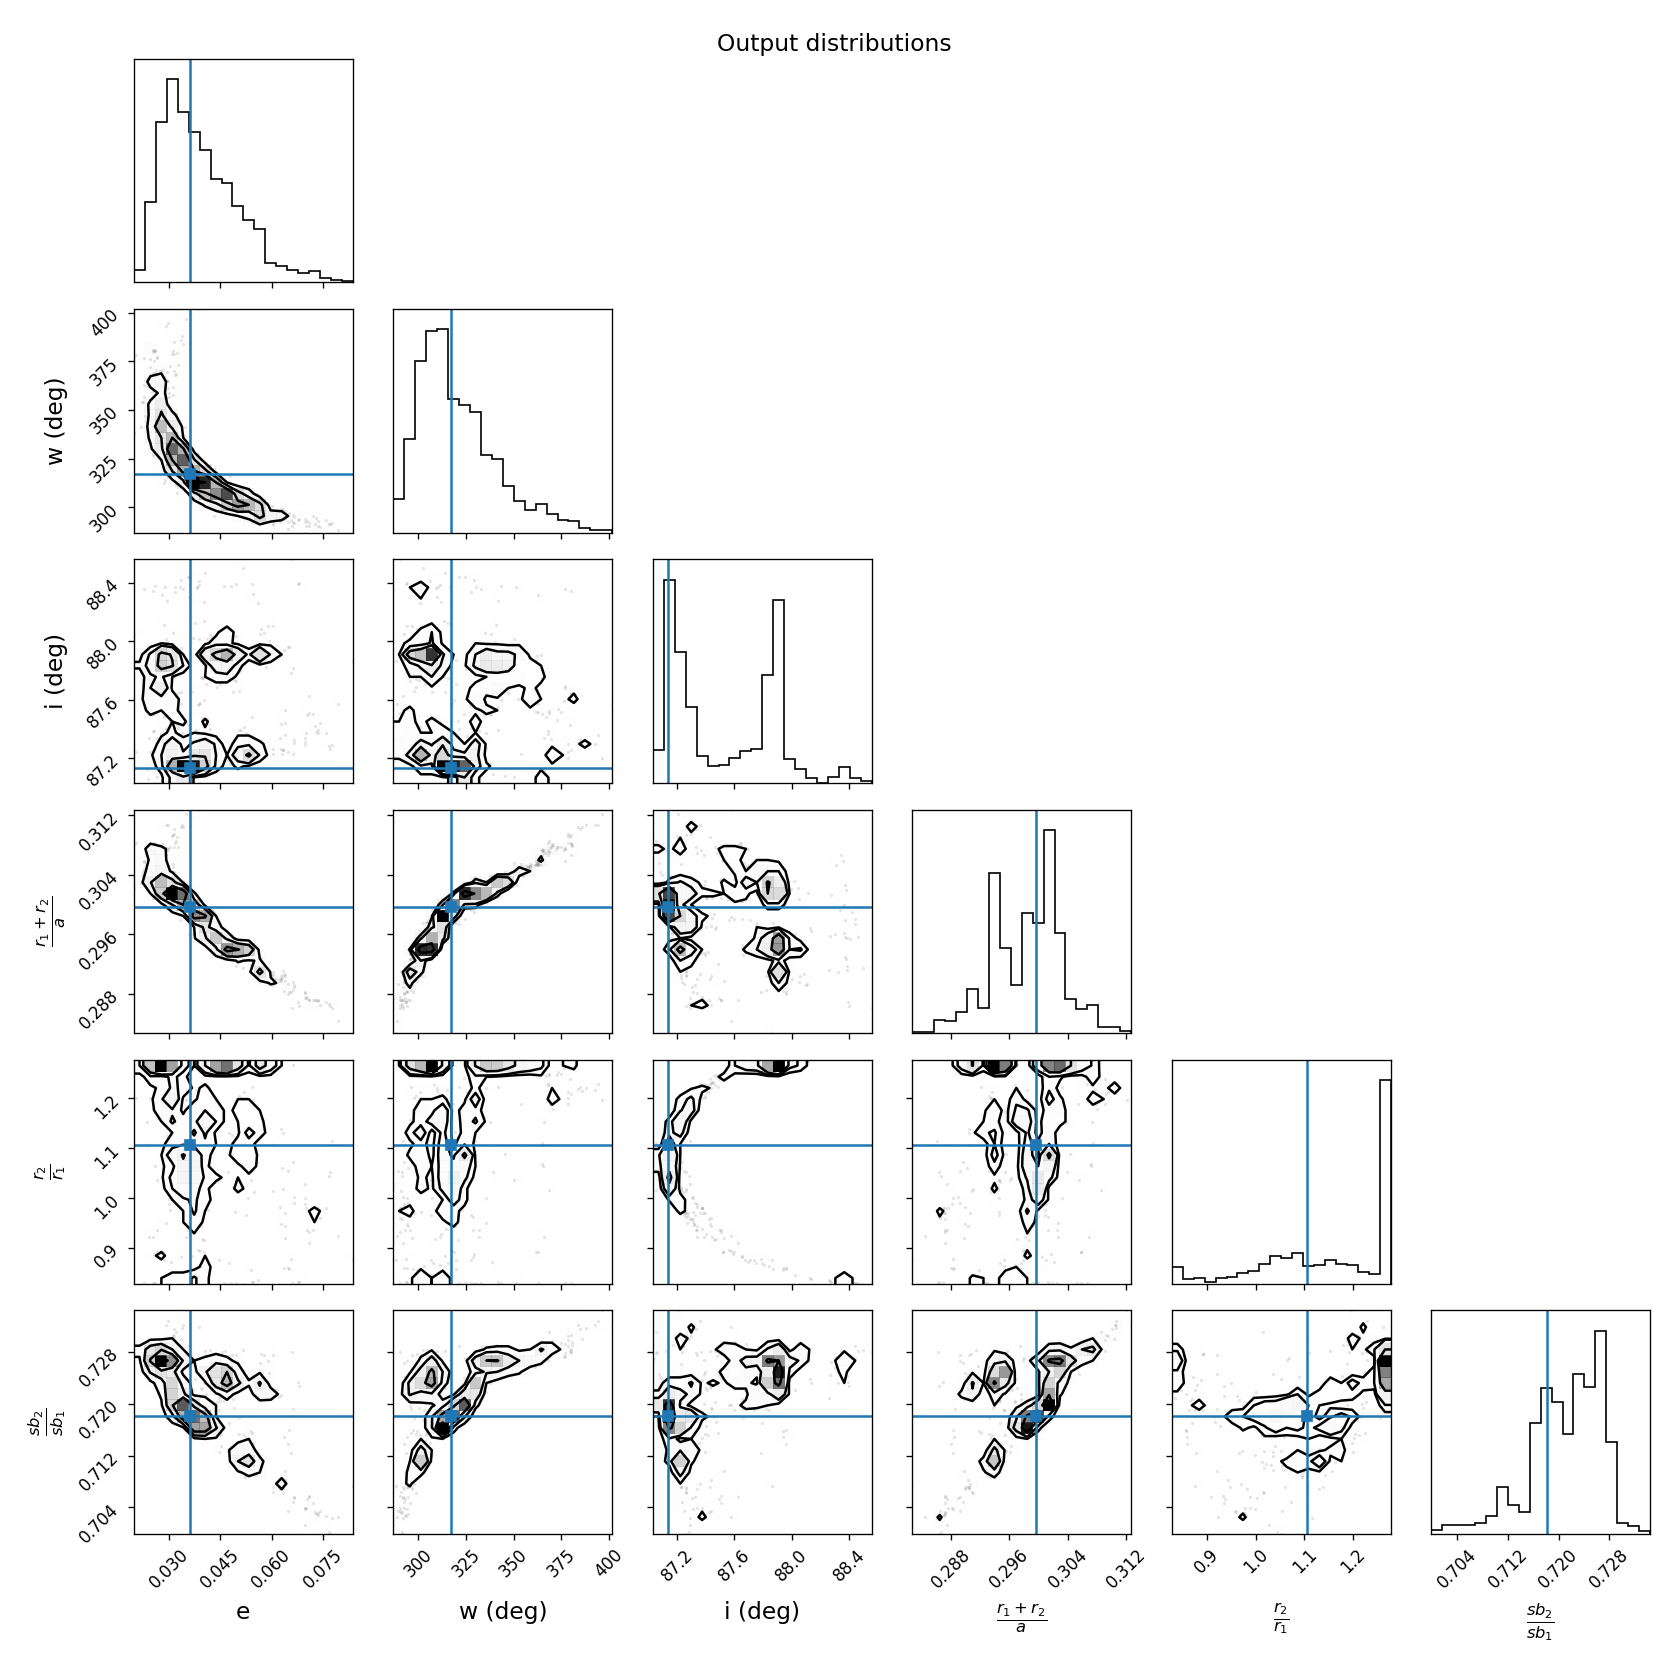 Output distributions
w (deg)
400
375
350
325
300
i (deg)
88.4
88.0
87.6
87.2
r₁ + r₂
a
0.312
0.304
0.296
0.288
r₂
r₁
1.2
1.1
1.0
0.9
sb₂
sb₁
0.728
0.720
0.712
0.704
0.030 0.045 0.060 0.075
300 325 350 375 400
87.2 87.6 88.0 88.4
0.288 0.296 0.304 0.312
0.9 1.0 1.1 1.2
0.704 0.712 0.720 0.728
e
w (deg)
i (deg)
r₁ + r₂
a
r₂
r₁
sb₂
sb₁